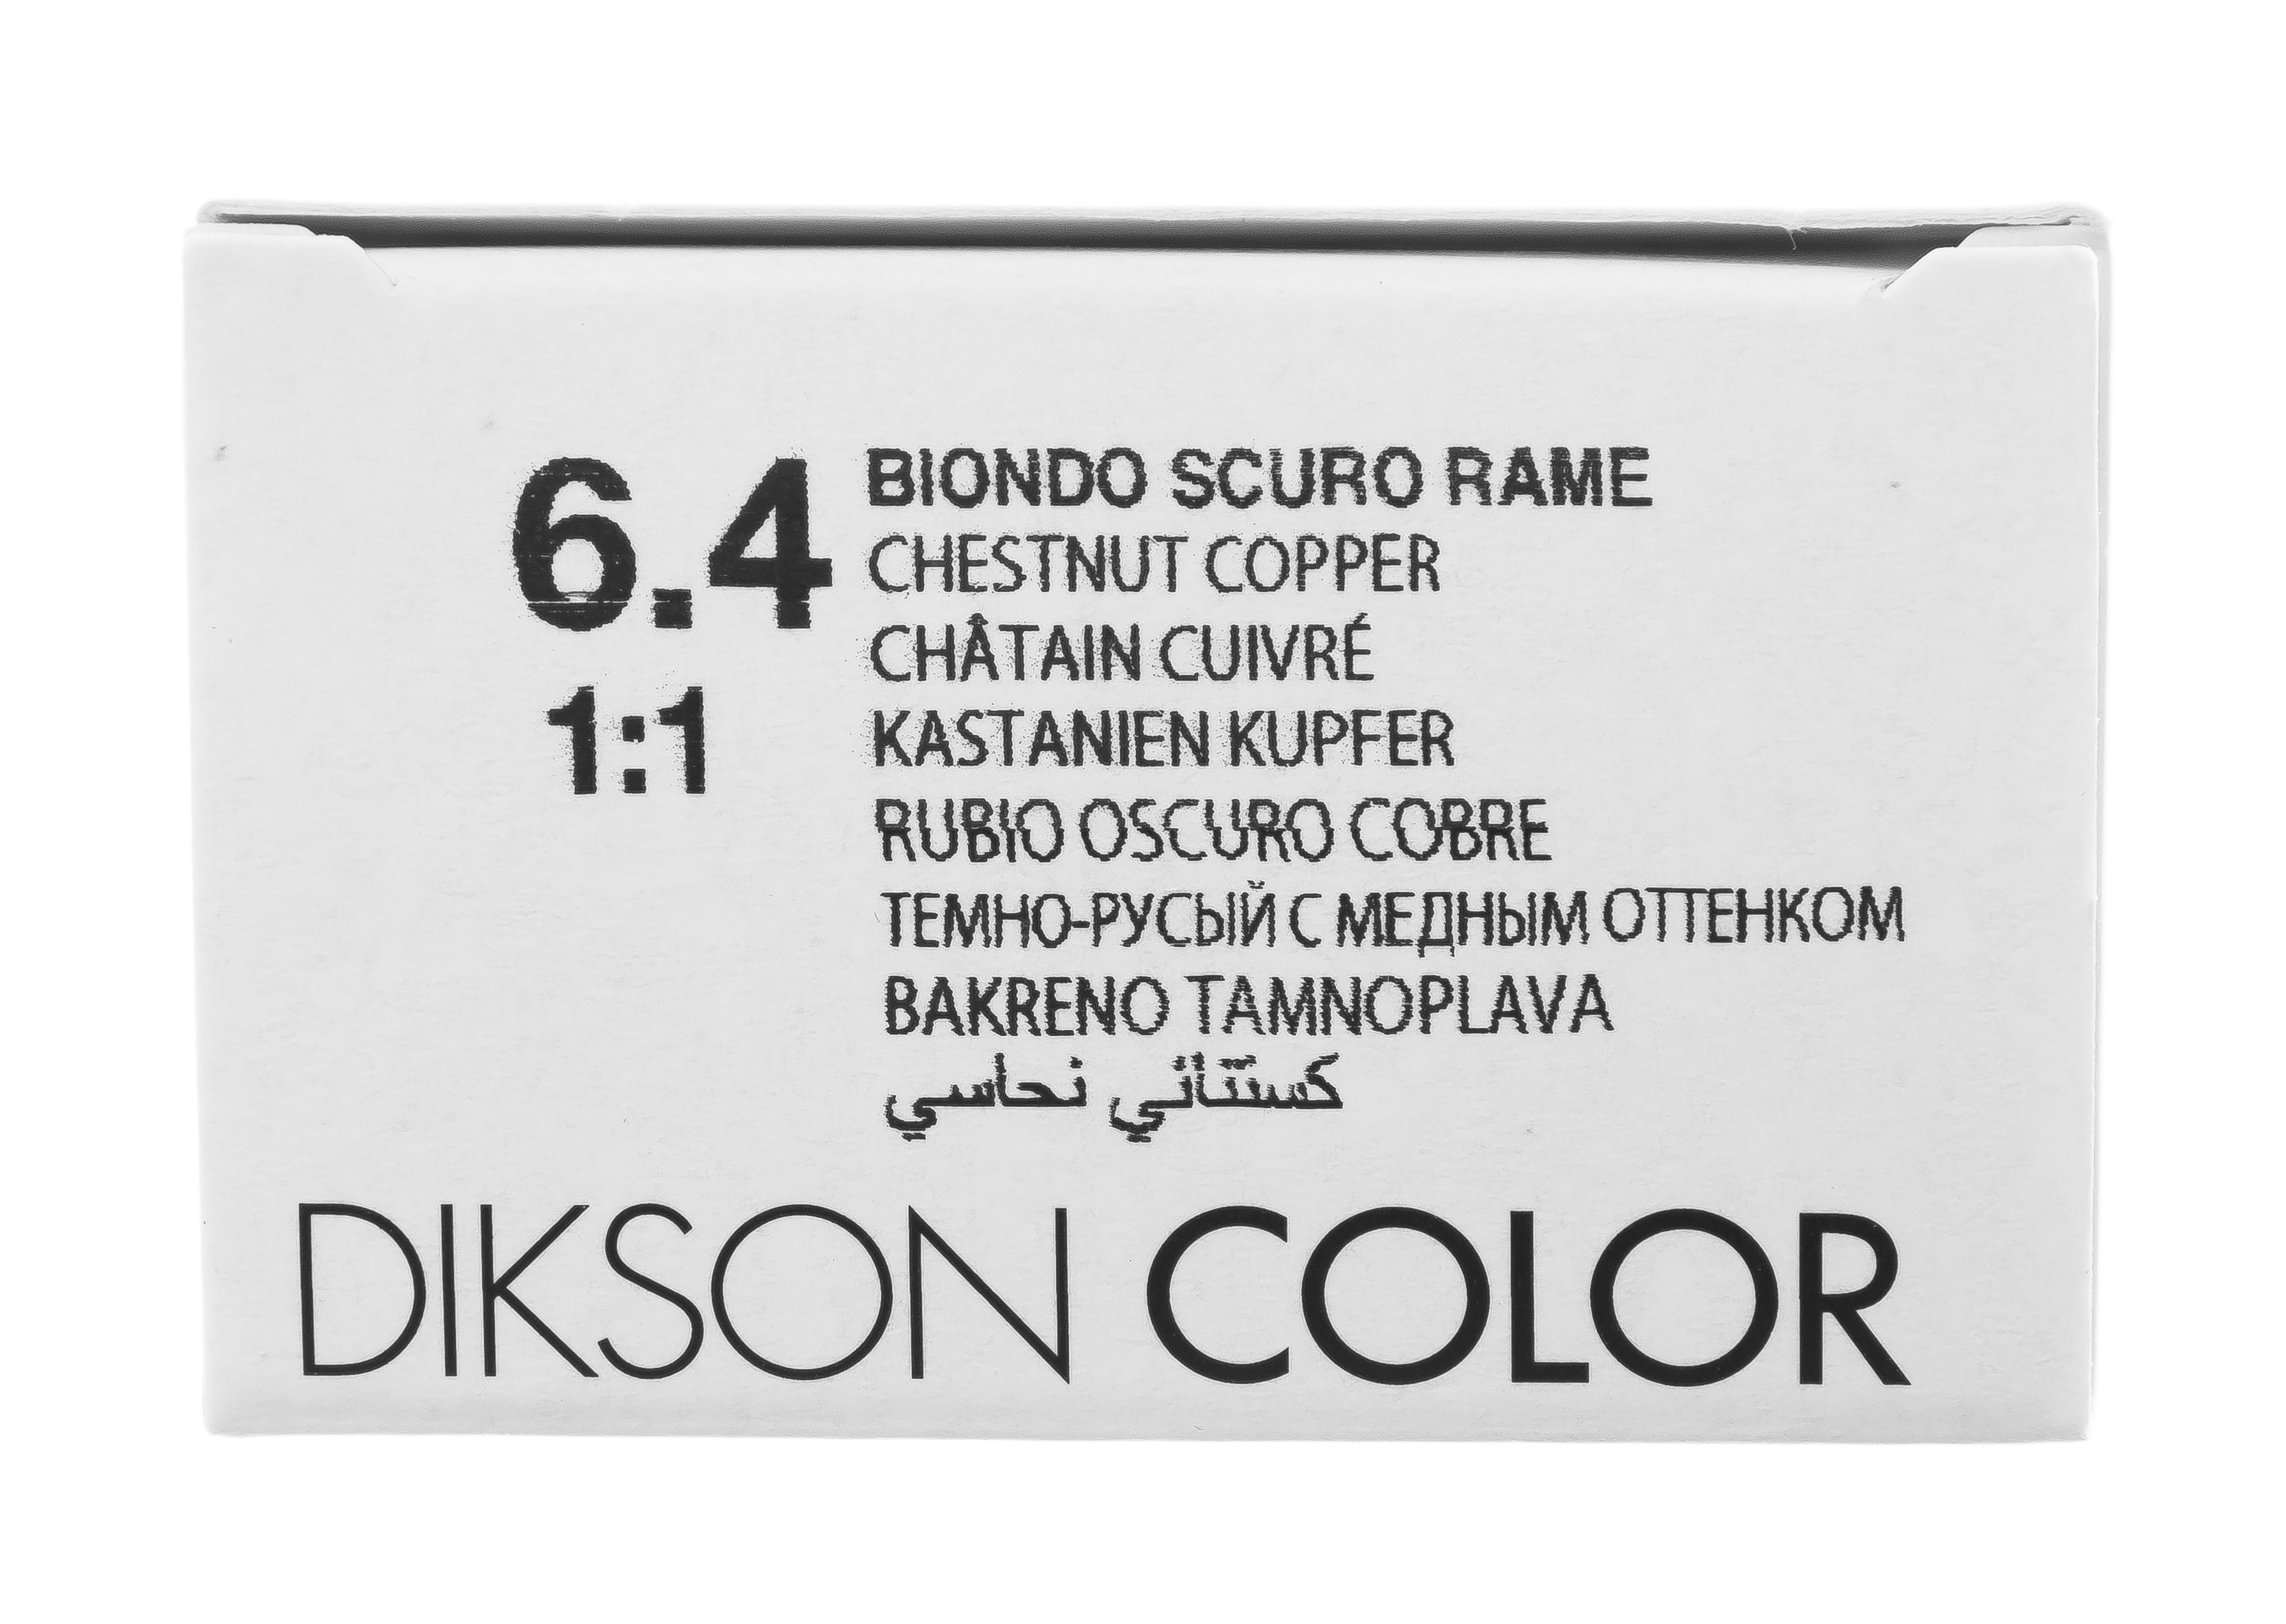 6.4
1:1
BIONDO SCURO RAME
CHESTNUT COPPER
CHÂTAIN CUIVRÉ
KASTANIEN KUPFER
RUBIO OSCURO COBRE
ТЕМНО-РУСЫЙ С МЕДНЫМ ОТТЕНКОМ
BAKRENO TAMNOPLAVA
كستنائي نحاسي
DIKSON COLOR